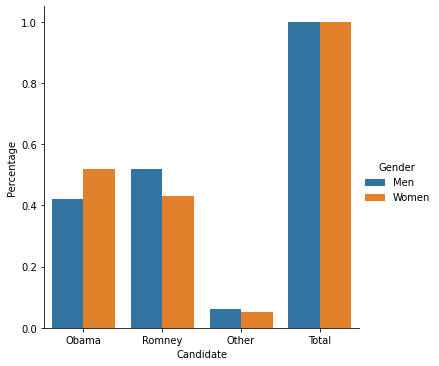 1.0
0.8
0.6
0.4
0.2
0.0
Percentage
Obama
Romney
Other
Total
Candidate
Gender
Men
Women